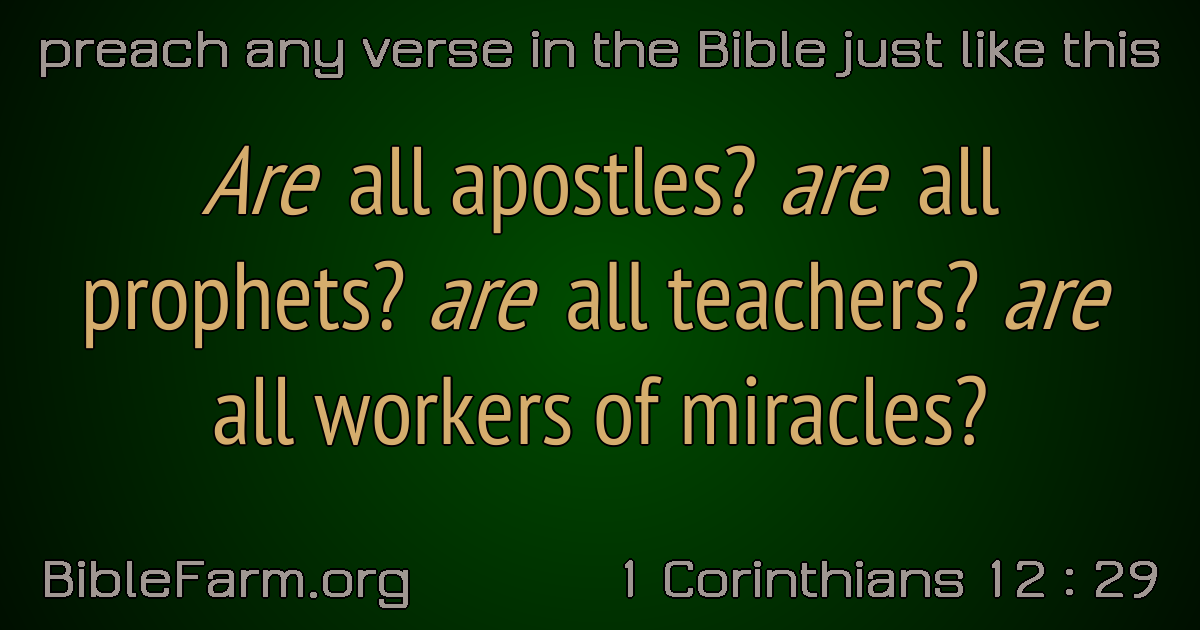 preach any verse in the Bible just like this
Are all apostles? are all
prophets? are all teachers? are
all workers of miracles?
BibleFarm.org
1 Corinthians 12 : 29